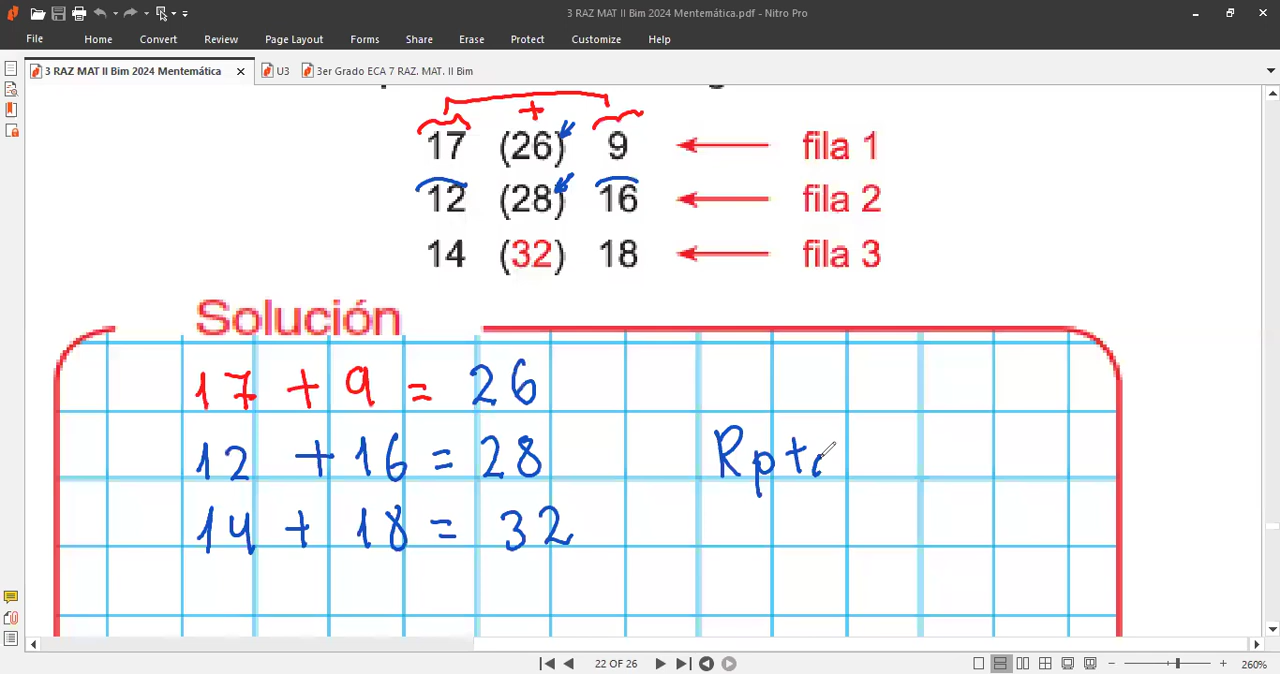 3 RAZ MAT II Bim 2024 Mentemática.pdf - Nitro Pro
File Home Convert Review Page Layout Forms Share Erase Protect Customize Help
3 RAZ MAT II Bim 2024 Mentemática × U3 3er Grado ECA 7 RAZ. MAT. II Bim
+
17 (26) 9 fila 1
12 (28) 16 fila 2
14 (32) 18 fila 3
Solución
17 + 9 = 26
12 + 16 = 28 Rpta
14 + 18 = 32
22 OF 26 260%